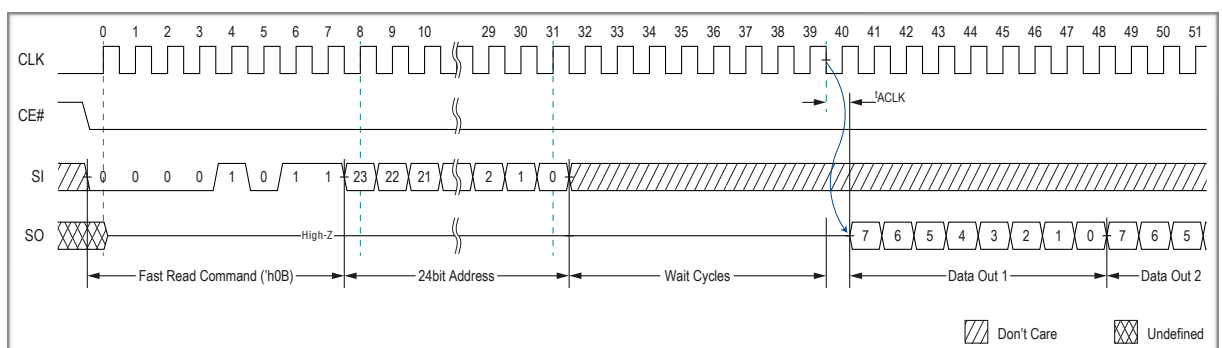 0 1 2 3 4 5 6 7 8 9 10 29 30 31 32 33 34 35 36 37 38 39 40 41 42 43 44 45 46 47 48 49 50 51
CLK
tACLK
CE#
SI 0 0 0 0 1 0 1 1 23 22 21 2 1 0
SO High-Z 7 6 5 4 3 2 1 0 7 6 5
Fast Read Command ('h0B) 24bit Address Wait Cycles Data Out 1 Data Out 2
Don't Care Undefined